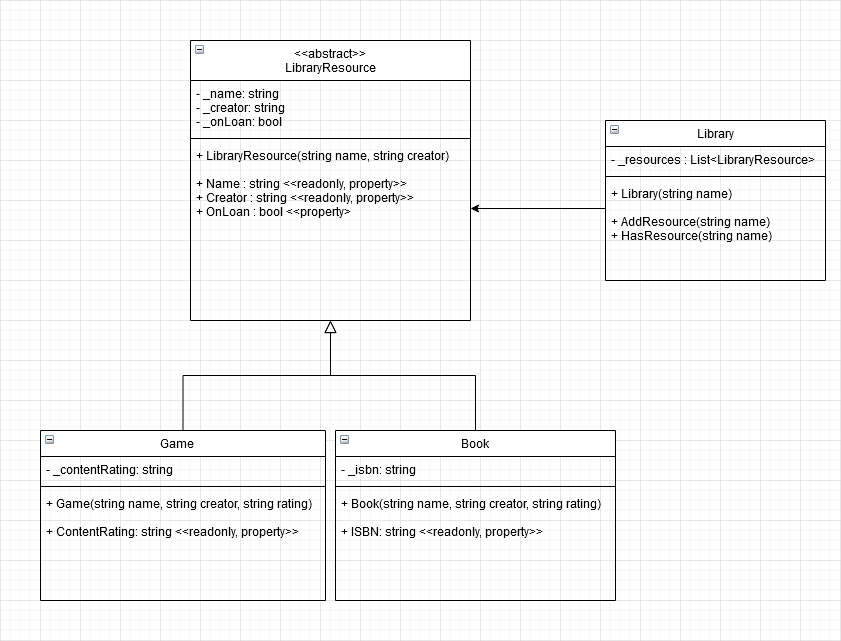 <<abstract>>
LibraryResource
- _name: string
- _creator: string
- _onLoan: bool
+ LibraryResource(string name, string creator)
+ Name : string <<readonly, property>>
+ Creator : string <<readonly, property>>
+ OnLoan : bool <<property>
Library
- _resources : List<LibraryResource>
+ Library(string name)
+ AddResource(string name)
+ HasResource(string name)
Game
- _contentRating: string
+ Game(string name, string creator, string rating)
+ ContentRating: string <<readonly, property>>
Book
- _isbn: string
+ Book(string name, string creator, string rating)
+ ISBN: string <<readonly, property>>